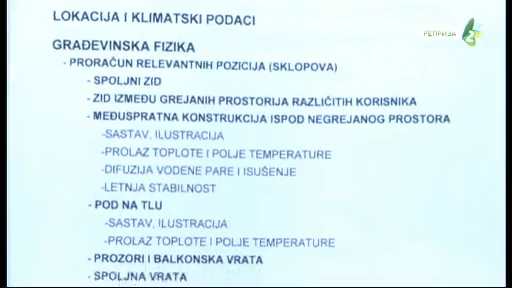 LOKACIJA I KLIMATSKI PODACI
РЕПРИЗА
GRAĐEVINSKA FIZIKA
- PRORAČUN RELEVANTNIH POZICIJA (SKLOPOVA)
- SPOLJNI ZID
- ZID IZMEĐU GREJANIH PROSTORIJA RAZLIČITIH KORISNIKA
- MEĐUSPRATNA KONSTRUKCIJA ISPOD NEGREJANOG PROSTORA
-SASTAV, ILUSTRACIJA
-PROLAZ TOPLOTE I POLJE TEMPERATURE
-DIFUZIJA VODENE PARE I ISUŠENJE
-LETNJA STABILNOST
- POD NA TLU
-SASTAV, ILUSTRACIJA
-PROLAZ TOPLOTE I POLJE TEMPERATURE
- PROZORI I BALKONSKA VRATA
- SPOLJNA VRATA